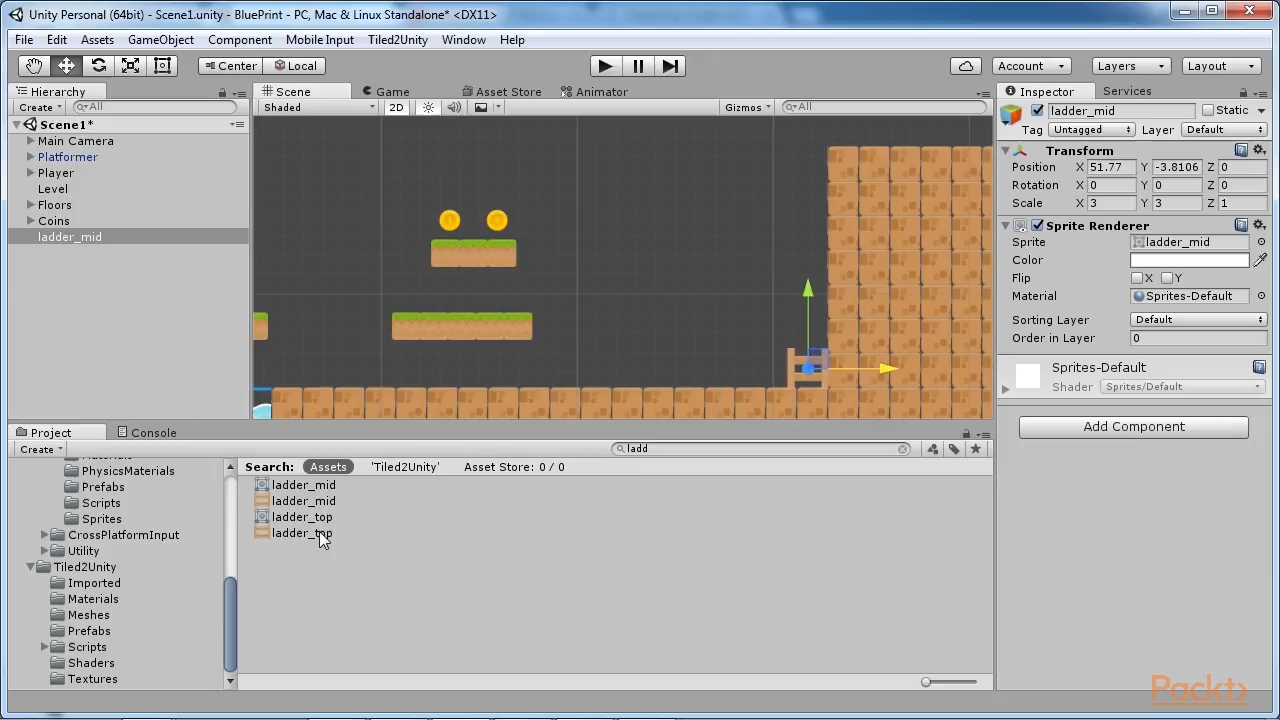 Unity Personal (64bit) - Scene1.unity - BluePrint - PC, Mac & Linux Standalone* <DX11>
File Edit Assets GameObject Component Mobile Input Tiled2Unity Window Help
Center Local Account Layers Layout
Hierarchy Scene Game Asset Store Animator Inspector Services
Create All Shaded 2D Gizmos All ladder_mid Static
Scene1* Tag Untagged Layer Default
Main Camera Transform
Platformer Position X 51.77 Y -3.8106 Z 0
Player Rotation X 0 Y 0 Z 0
Level Scale X 3 Y 3 Z 1
Floors
Coins Sprite Renderer
ladder_mid Sprite ladder_mid
Color
Flip X Y
Material Sprites-Default
Sorting Layer Default
Order in Layer 0
Sprites-Default
Shader Sprites/Default
Add Component
Project Console
Create ladd
Search: Assets 'Tiled2Unity' Asset Store: 0 / 0
PhysicsMaterials ladder_mid
Prefabs ladder_mid
Scripts ladder_top
Sprites ladder_top
CrossPlatformInput
Utility
Tiled2Unity
Imported
Materials
Meshes
Prefabs
Scripts
Shaders
Textures
Packt>